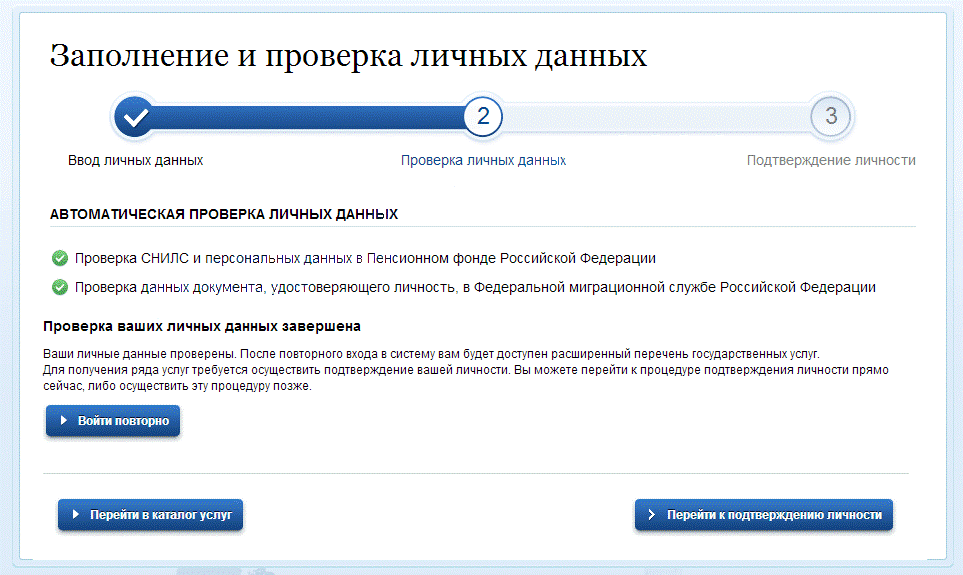 Заполнение и проверка личных данных
2
3
Ввод личных данных
Проверка личных данных
Подтверждение личности
АВТОМАТИЧЕСКАЯ ПРОВЕРКА ЛИЧНЫХ ДАННЫХ
Проверка СНИЛС и персональных данных в Пенсионном фонде Российской Федерации
Проверка данных документа, удостоверяющего личность, в Федеральной миграционной службе Российской Федерации
Проверка ваших личных данных завершена
Ваши личные данные проверены. После повторного входа в систему вам будет доступен расширенный перечень государственных услуг.
Для получения ряда услуг требуется осуществить подтверждение вашей личности. Вы можете перейти к процедуре подтверждения личности прямо
сейчас, либо осуществить эту процедуру позже.
Войти повторно
Перейти в каталог услуг
Перейти к подтверждению личности